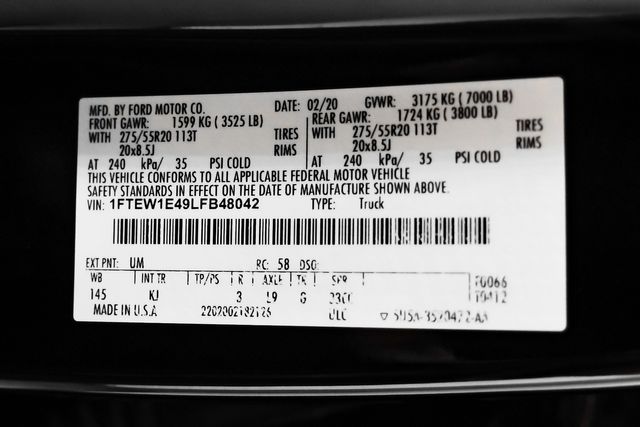 MFD. BY FORD MOTOR CO. DATE: 02/20 GVWR: 3175 KG ( 7000 LB)
FRONT GAWR: 1599 KG ( 3525 LB) REAR GAWR: 1724 KG ( 3800 LB)
WITH 275/55R20 113T TIRES WITH 275/55R20 113T TIRES
20x8.5J RIMS 20x8.5J RIMS
AT 240 kPa/ 35 PSI COLD AT 240 kPa/ 35 PSI COLD
THIS VEHICLE CONFORMS TO ALL APPLICABLE FEDERAL MOTOR VEHICLE
SAFETY STANDARDS IN EFFECT ON THE DATE OF MANUFACTURE SHOWN ABOVE.
VIN: 1FTEW1E49LFB48042 TYPE: Truck
EXT PNT: UM RC: 58 DSO:
WB INT TR TP/PS R AXLE TR SPR T0066
145 KJ 3 L9 G T0412
MADE IN U.S.A